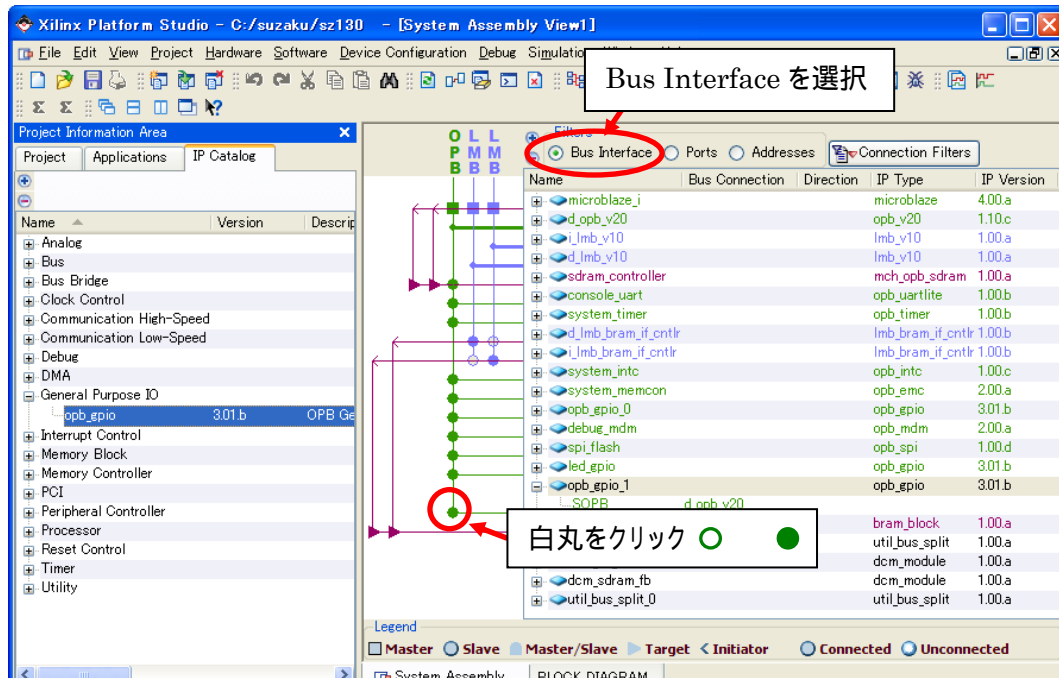 Xilinx Platform Studio - C:/suzaku/sz130 - [System Assembly View1]
File Edit View Project Hardware Software Device Configuration Debug Simulation
Bus Interface を選択
Project Information Area
Project Applications IP Catalog
Name Version Descrip
Analog
Bus
Bus Bridge
Clock Control
Communication High-Speed
Communication Low-Speed
Debug
DMA
General Purpose IO
opb_gpio 3.01.b OPB Ge
Interrupt Control
Memory Block
Memory Controller
PCI
Peripheral Controller
Processor
Reset Control
Timer
Utility
OPB LMB LMB
Filters
Bus Interface Ports Addresses Connection Filters
Name Bus Connection Direction IP Type IP Version
microblaze_i microblaze 4.00.a
d_opb_v20 opb_v20 1.10.c
i_lmb_v10 lmb_v10 1.00.a
d_lmb_v10 lmb_v10 1.00.a
sdram_controller mch_opb_sdram 1.00.a
console_uart opb_uartlite 1.00.b
system_timer opb_timer 1.00.b
d_lmb_bram_if_cntlr lmb_bram_if_cntlr 1.00.b
i_lmb_bram_if_cntlr lmb_bram_if_cntlr 1.00.b
system_intc opb_intc 1.00.c
system_memcon opb_emc 2.00.a
opb_gpio_0 opb_gpio 3.01.b
debug_mdm opb_mdm 2.00.a
spi_flash opb_spi 1.00.d
led_gpio opb_gpio 3.01.b
opb_gpio_1 opb_gpio 3.01.b
SOPB d_opb_v20
bram_block 1.00.a
util_bus_split 1.00.a
dcm_module 1.00.a
dcm_sdram_fb dcm_module 1.00.a
util_bus_split_0 util_bus_split 1.00.a
白丸をクリック
Legend
Master Slave Master/Slave Target Initiator Connected Unconnected
System Assembly BLOCK DIAGRAM